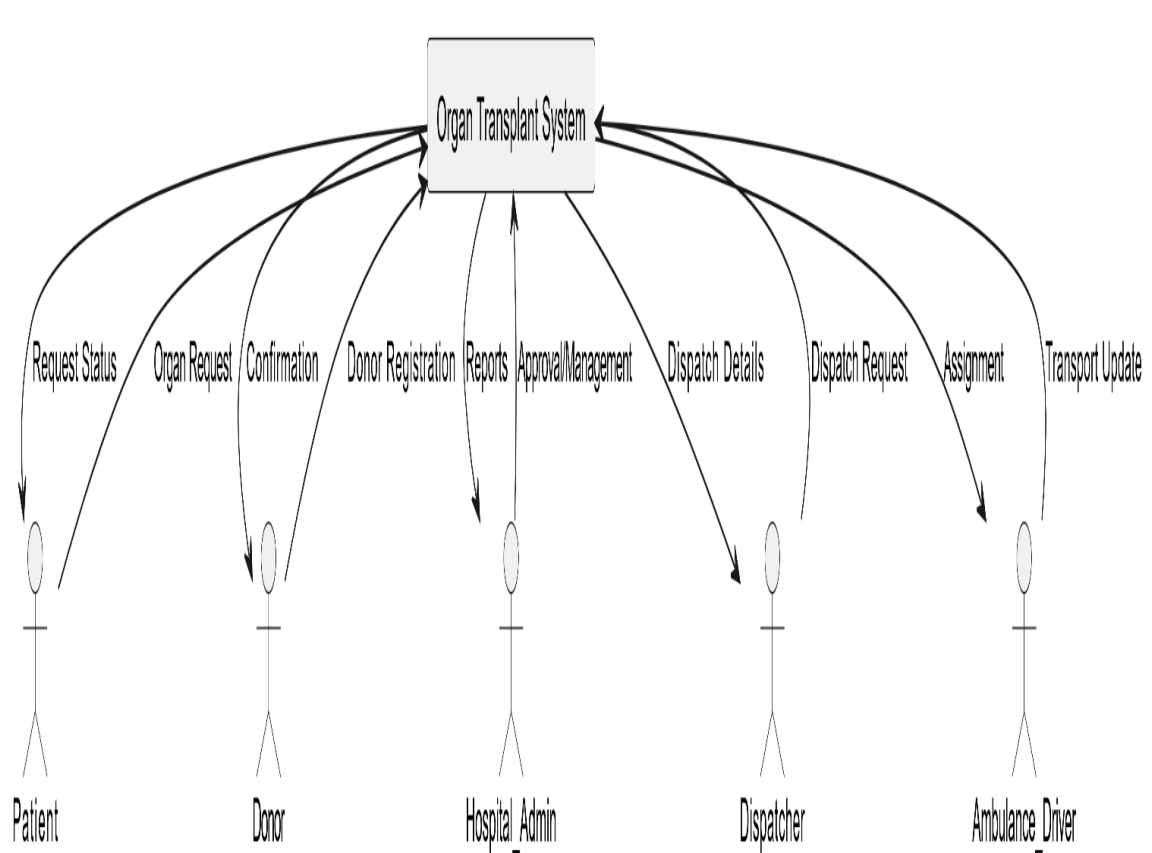 Organ Transplant System
Request Status
Organ Request
Confirmation
Donor Registration
Reports
Approval/Management
Dispatch Details
Dispatch Request
Assignment
Transport Update
Patient
Donor
Hospital_Admin
Dispatcher
Ambulance_Driver